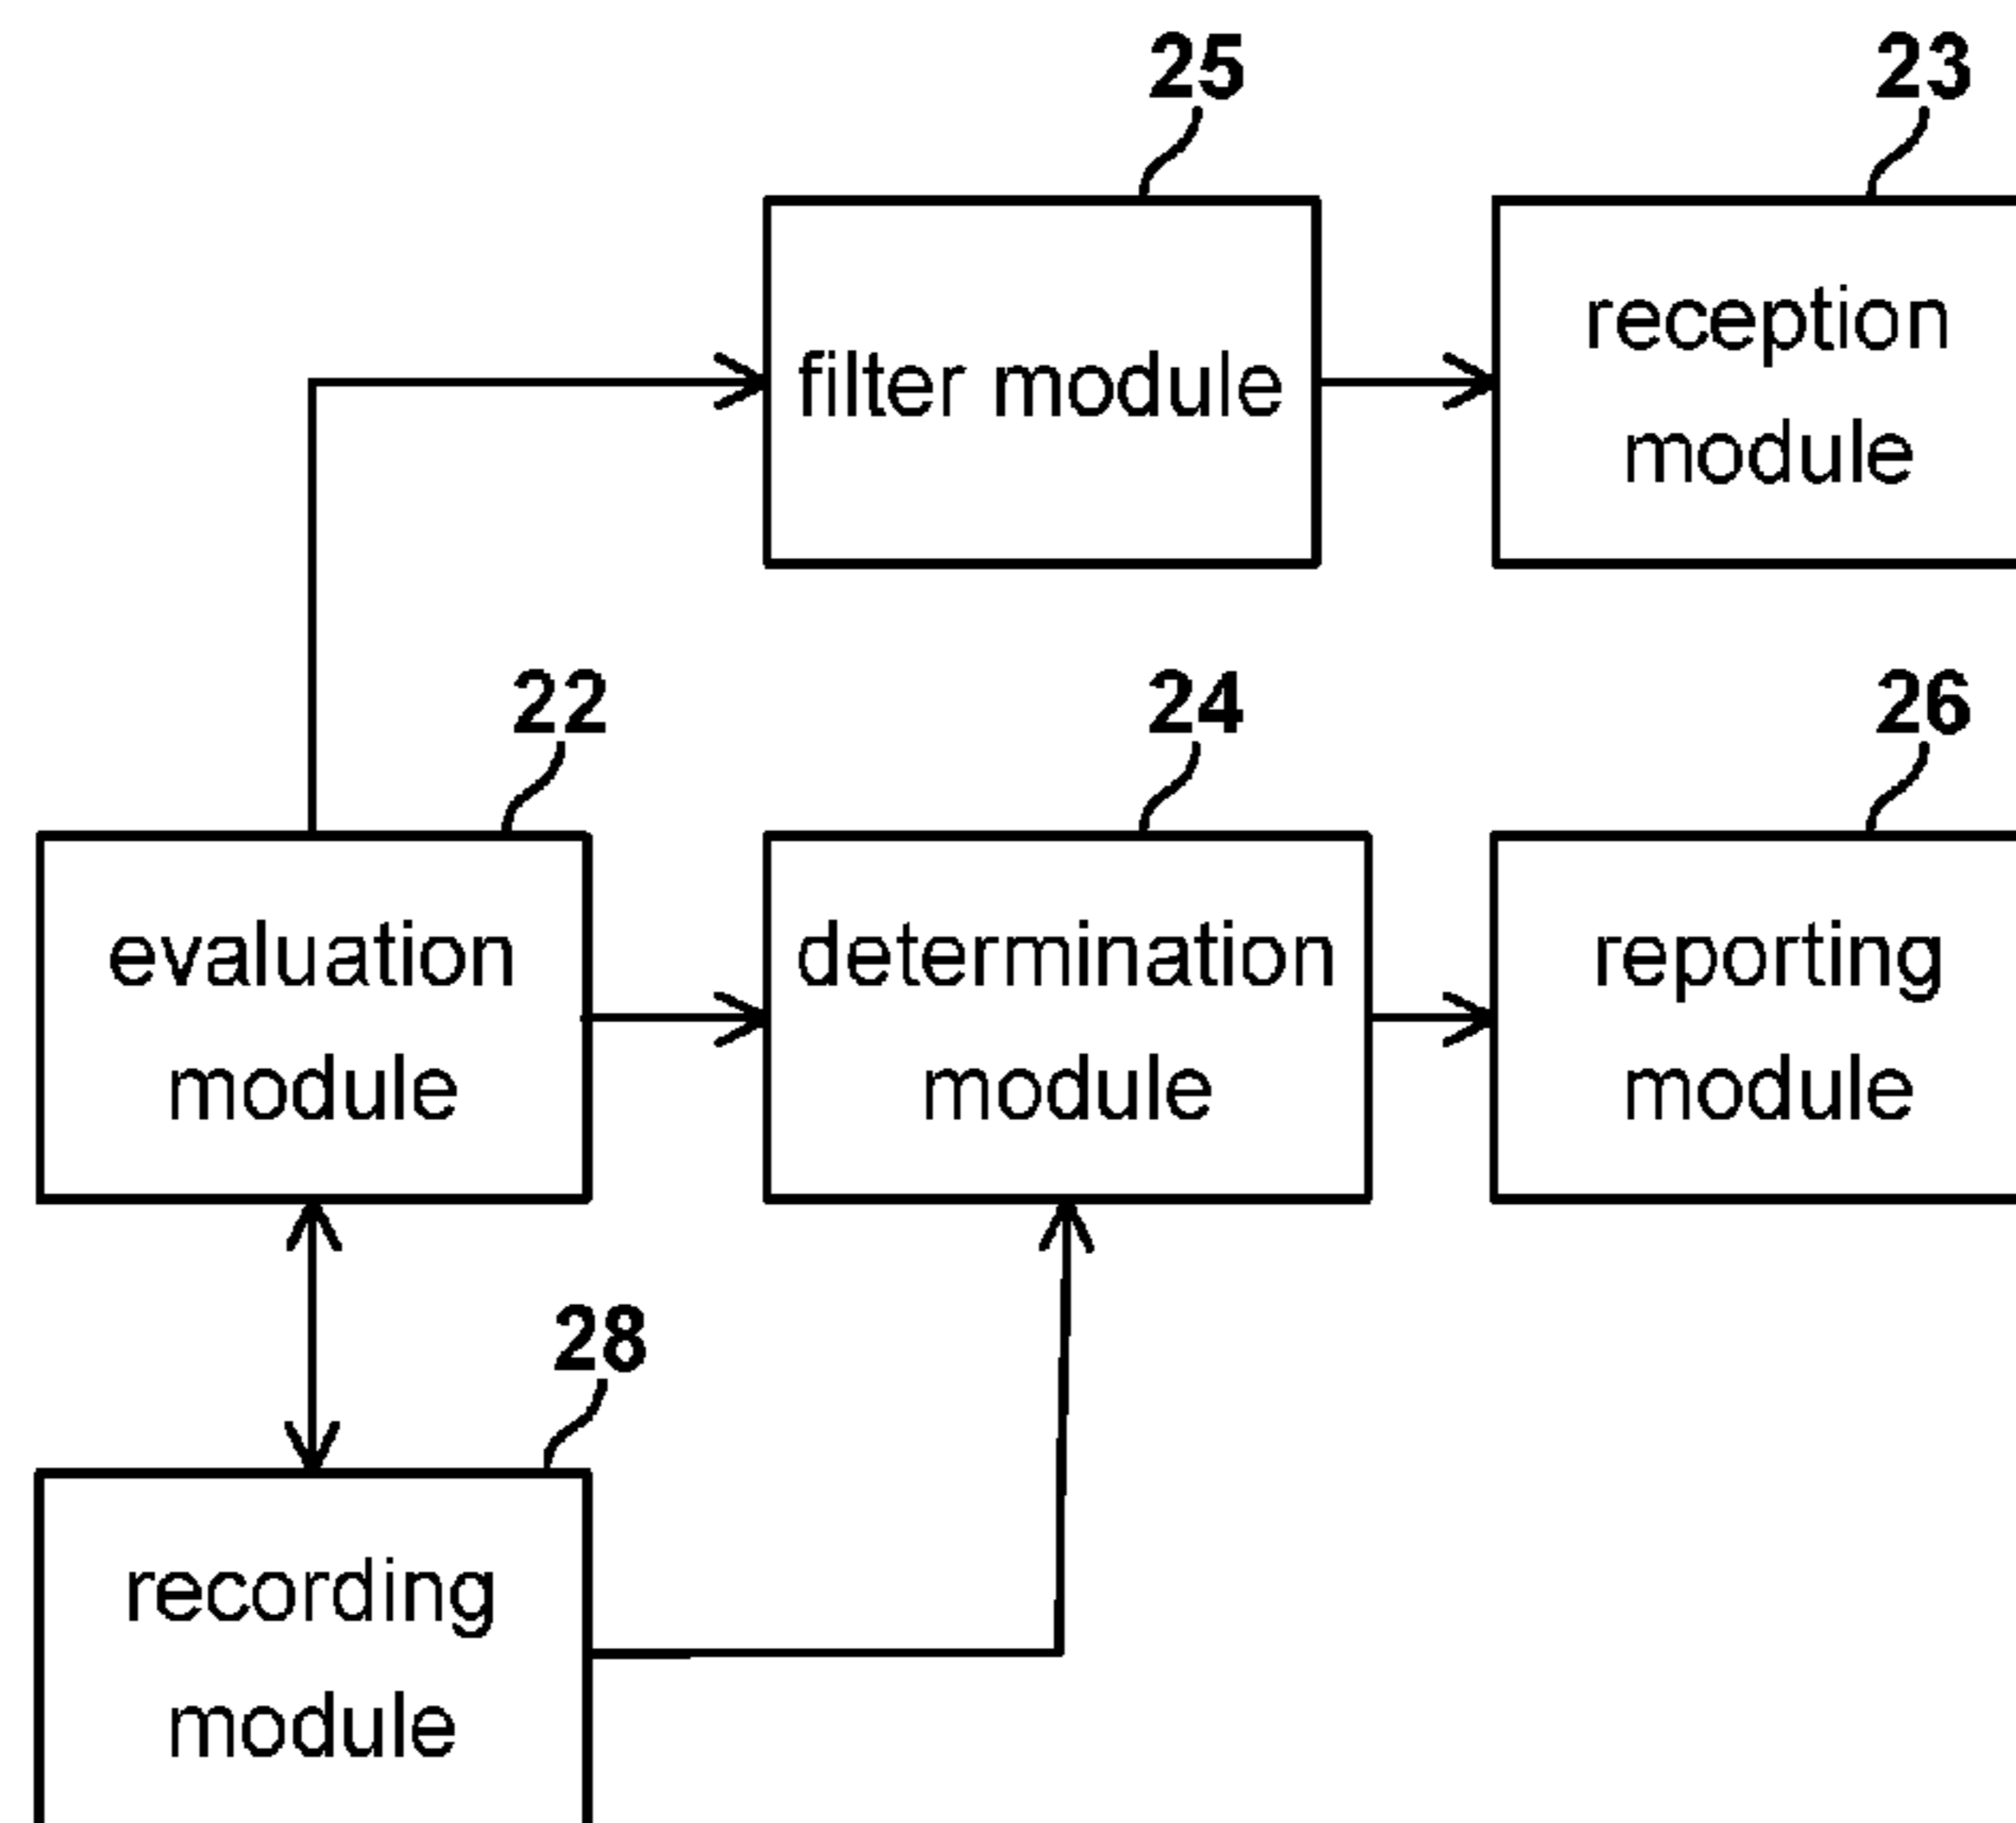 25
23
filter module
reception
module
22
24
26
evaluation
module
determination
module
reporting
module
28
recording
module